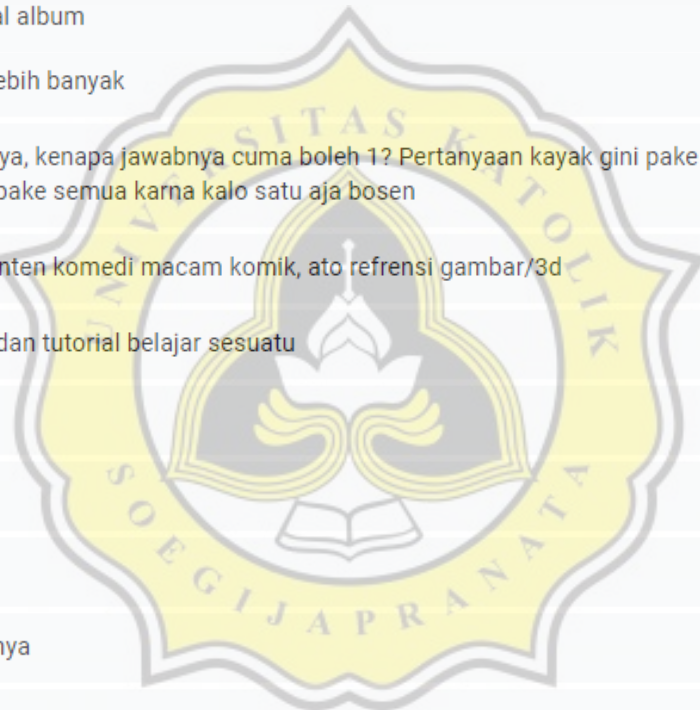 al album
ebih banyak
ya, kenapa jawabnya cuma boleh 1? Pertanyaan kayak gini pake
pake semua karna kalo satu aja bosen
nten komedi macam komik, ato refrensi gambar/3d
dan tutorial belajar sesuatu
nya
UNIVERSITAS KATOLIK
SOEGIJAPRANATA